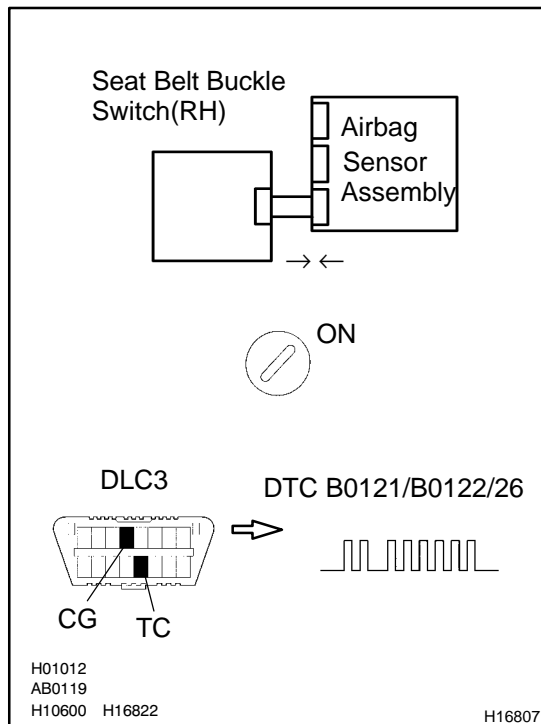 Seat Belt Buckle
Switch(RH)
Airbag
Sensor
Assembly
ON
DLC3
DTC B0121/B0122/26
CG
TC
H01012
AB0119
H10600 H16822
H16807